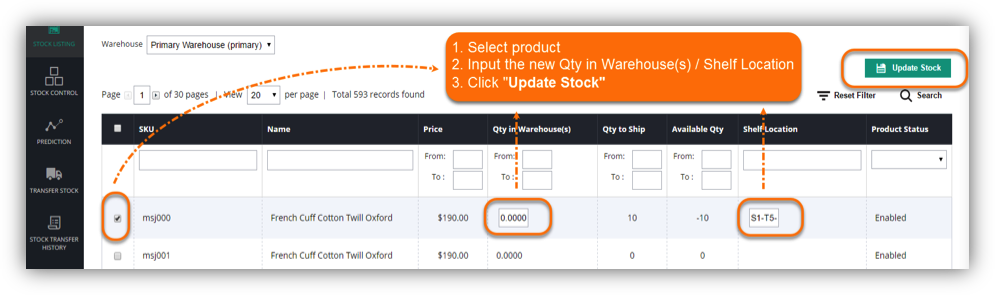 STOCK LISTING
STOCK CONTROL
PREDICTION
TRANSFER STOCK
STOCK TRANSFER
HISTORY
Warehouse Primary Warehouse (primary)
1. Select product
2. Input the new Qty in Warehouse(s) / Shelf Location
3. Click "Update Stock"
Update Stock
Page 1 of 30 pages | View 20 per page | Total 593 records found
Reset Filter Search
SKU Name Price Qty in Warehouse(s) Qty to Ship Available Qty Shelf Location Product Status
From: From: From: From:
To : To : To : To :
msj000 French Cuff Cotton Twill Oxford $190.00 0.0000 10 -10 S1-T5- Enabled
msj001 French Cuff Cotton Twill Oxford $190.00 0.0000 0 0 Enabled